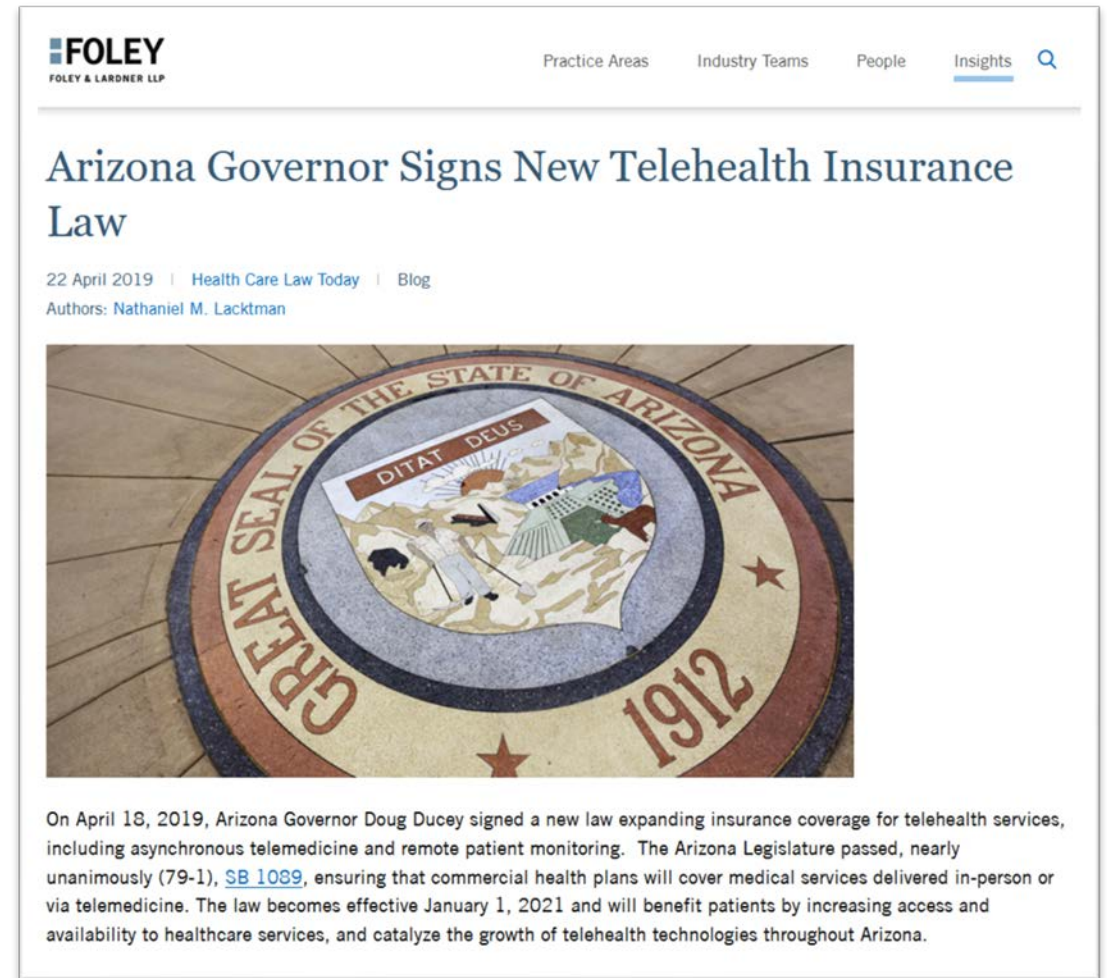 FOLEY
FOLEY & LARDNER LLP
Practice Areas
Industry Teams
People
Insights
Arizona Governor Signs New Telehealth Insurance
Law
22 April 2019 | Health Care Law Today | Blog
Authors: Nathaniel M. Lacktman
GREAT SEAL OF THE STATE OF ARIZONA
DITAT DEUS
1912
On April 18, 2019, Arizona Governor Doug Ducey signed a new law expanding insurance coverage for telehealth services,
including asynchronous telemedicine and remote patient monitoring. The Arizona Legislature passed, nearly
unanimously (79-1), SB 1089, ensuring that commercial health plans will cover medical services delivered in-person or
via telemedicine. The law becomes effective January 1, 2021 and will benefit patients by increasing access and
availability to healthcare services, and catalyze the growth of telehealth technologies throughout Arizona.